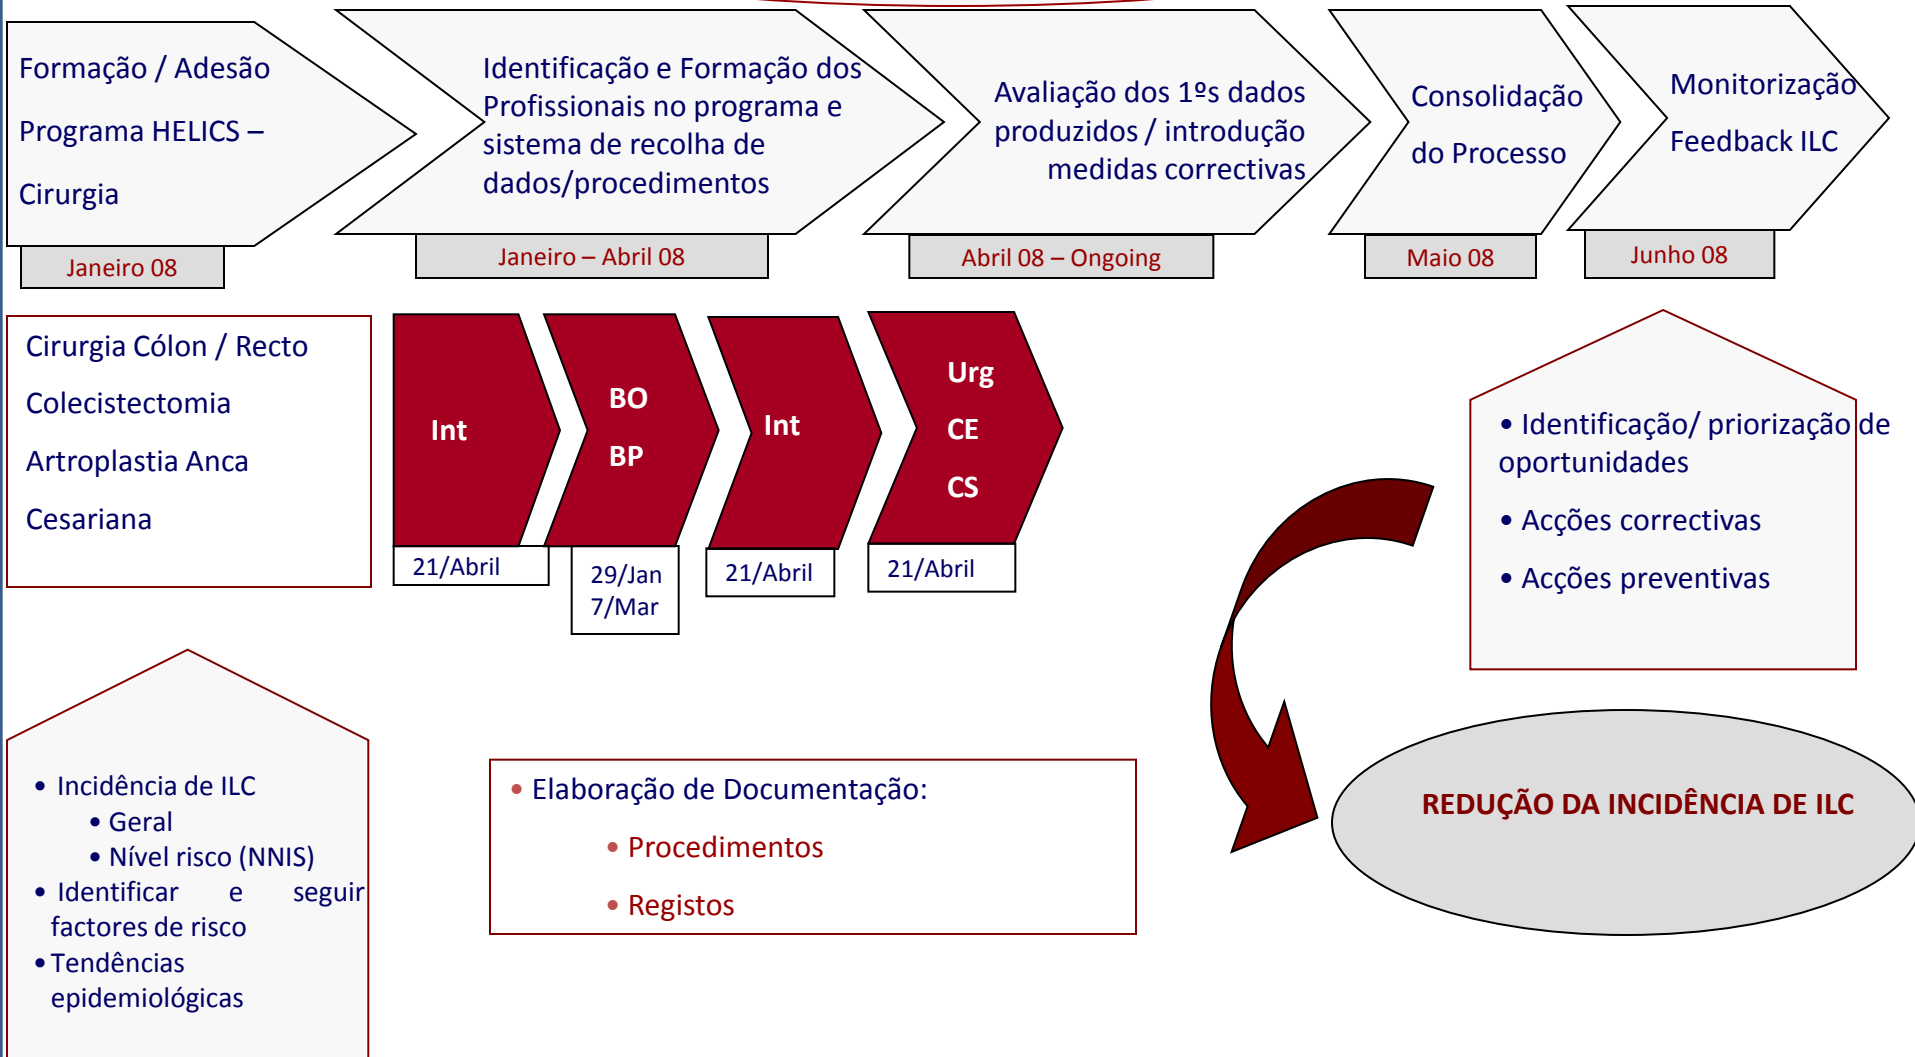 Formação / Adesão
Programa HELICS –
Cirurgia
Janeiro 08
Identificação e Formação dos
Profissionais no programa e
sistema de recolha de
dados/procedimentos
Janeiro – Abril 08
Avaliação dos 1ºs dados
produzidos / introdução
medidas correctivas
Abril 08 – Ongoing
Consolidação
do Processo
Maio 08
Monitorização
Feedback ILC
Junho 08
Cirurgia Cólon / Recto
Colecistectomia
Artroplastia Anca
Cesariana
Int
21/Abril
BO
BP
29/Jan
7/Mar
Int
21/Abril
Urg
CE
CS
21/Abril
• Identificação/ priorização de
oportunidades
• Acções correctivas
• Acções preventivas
• Incidência de ILC
• Geral
• Nível risco (NNIS)
• Identificar e seguir
factores de risco
• Tendências
epidemiológicas
• Elaboração de Documentação:
• Procedimentos
• Registos
REDUÇÃO DA INCIDÊNCIA DE ILC